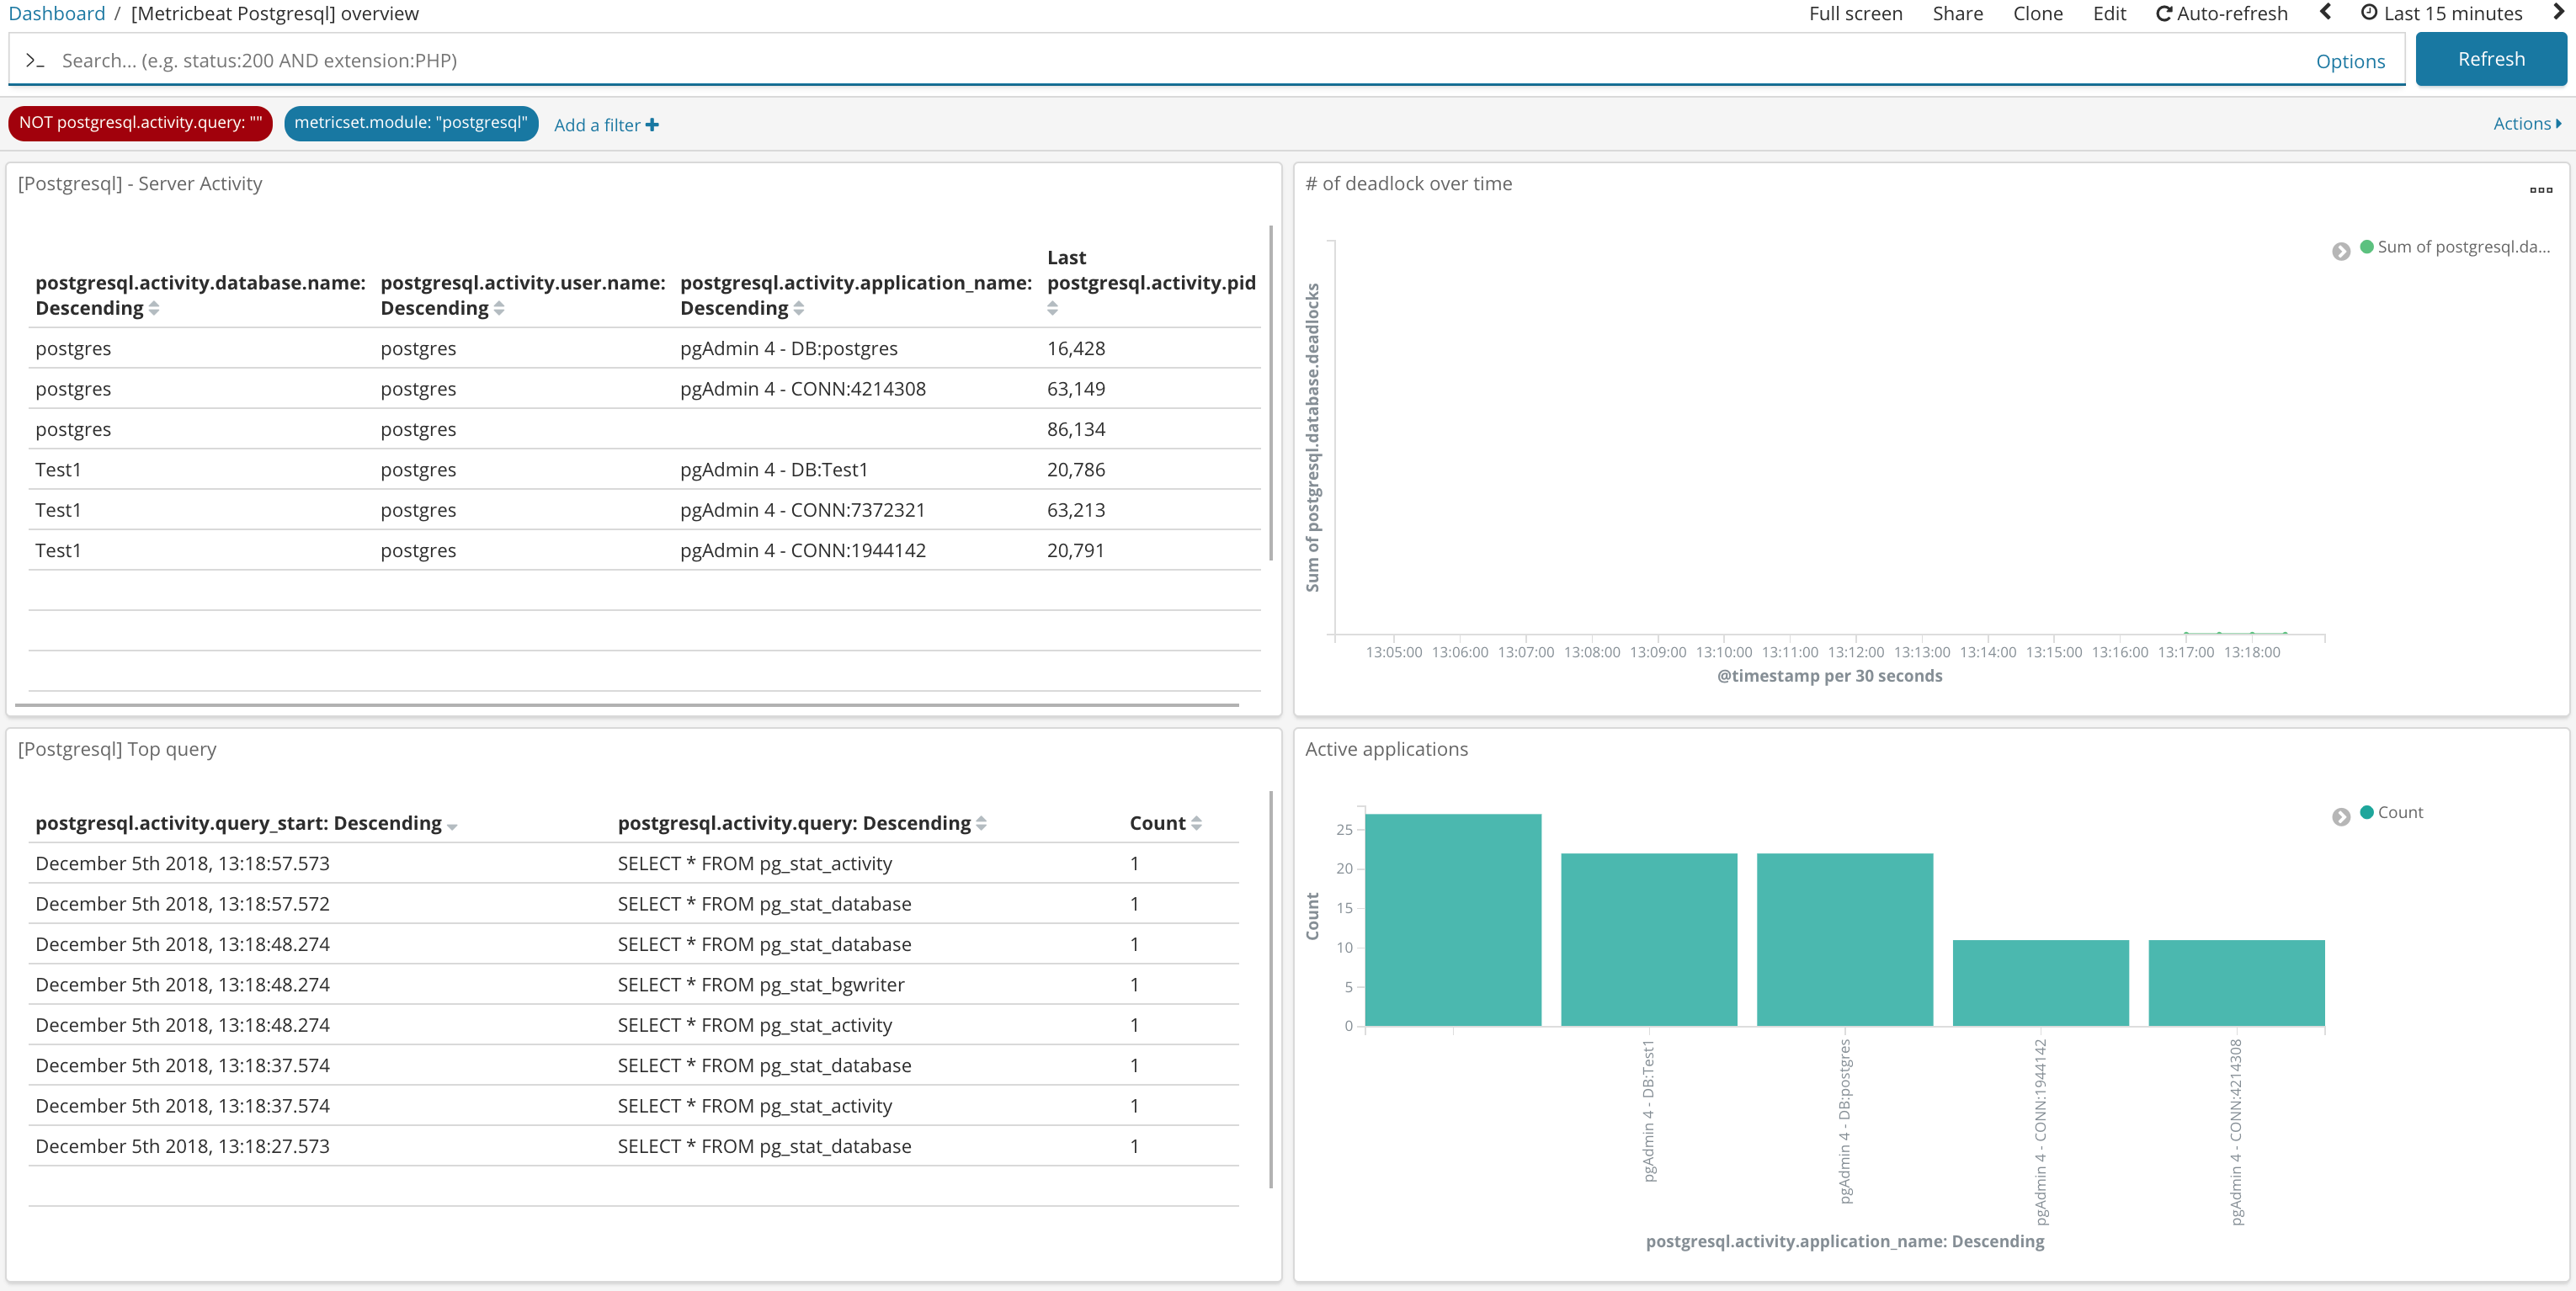 Dashboard / [Metricbeat Postgresql] overview
Full screen Share Clone Edit Auto-refresh Last 15 minutes
>_ Search... (e.g. status:200 AND extension:PHP) Options Refresh
NOT postgresql.activity.query: "" metricset.module: "postgresql" Add a filter + Actions
[Postgresql] - Server Activity
postgresql.activity.database.name: Descending postgresql.activity.user.name: Descending postgresql.activity.application_name: Descending Last postgresql.activity.pid
postgres postgres pgAdmin 4 - DB:postgres 16,428
postgres postgres pgAdmin 4 - CONN:4214308 63,149
postgres postgres 86,134
Test1 postgres pgAdmin 4 - DB:Test1 20,786
Test1 postgres pgAdmin 4 - CONN:7372321 63,213
Test1 postgres pgAdmin 4 - CONN:1944142 20,791
# of deadlock over time
Sum of postgresql.da...
Sum of postgresql.database.deadlocks
13:05:00 13:06:00 13:07:00 13:08:00 13:09:00 13:10:00 13:11:00 13:12:00 13:13:00 13:14:00 13:15:00 13:16:00 13:17:00 13:18:00
@timestamp per 30 seconds
[Postgresql] Top query
postgresql.activity.query_start: Descending postgresql.activity.query: Descending Count
December 5th 2018, 13:18:57.573 SELECT * FROM pg_stat_activity 1
December 5th 2018, 13:18:57.572 SELECT * FROM pg_stat_database 1
December 5th 2018, 13:18:48.274 SELECT * FROM pg_stat_database 1
December 5th 2018, 13:18:48.274 SELECT * FROM pg_stat_bgwriter 1
December 5th 2018, 13:18:48.274 SELECT * FROM pg_stat_activity 1
December 5th 2018, 13:18:37.574 SELECT * FROM pg_stat_database 1
December 5th 2018, 13:18:37.574 SELECT * FROM pg_stat_activity 1
December 5th 2018, 13:18:27.573 SELECT * FROM pg_stat_database 1
Active applications
Count
Count
25
20
15
10
5
0
pgAdmin 4 - DB:Test1
pgAdmin 4 - DB:postgres
pgAdmin 4 - CONN:1944142
pgAdmin 4 - CONN:4214308
postgresql.activity.application_name: Descending